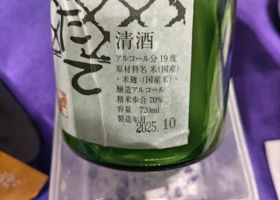 清酒
アルコール分 19度
原材料名 米(国産)
・米麹(国産米)・
醸造アルコール
精米歩合 70%
容量 720ml
製造年月
2025.10